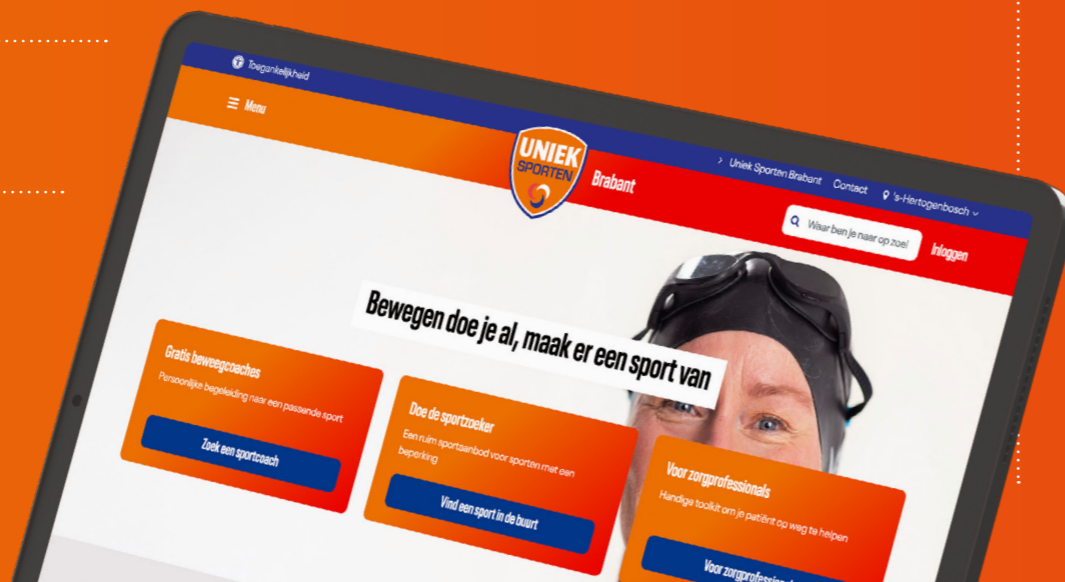 Toegankelijkheid
Menu
UNIEK
SPORTEN
Brabant
> Uniek Sporten Brabant Contact 's-Hertogenbosch
Waar ben je naar op zoe
Inloggen
Bewegen doe je al, maak er een sport van
Gratis beweegcoaches
Persoonlijke begeleiding naar een passende sport
Zoek een sportcoach
Doe de sportzoeker
Een ruim sportaanbod voor sporten met een
beperking
Vind een sport in de buurt
Voor zorgprofessionals
Handige toolkit om je patiënt op weg te helpen
Voor